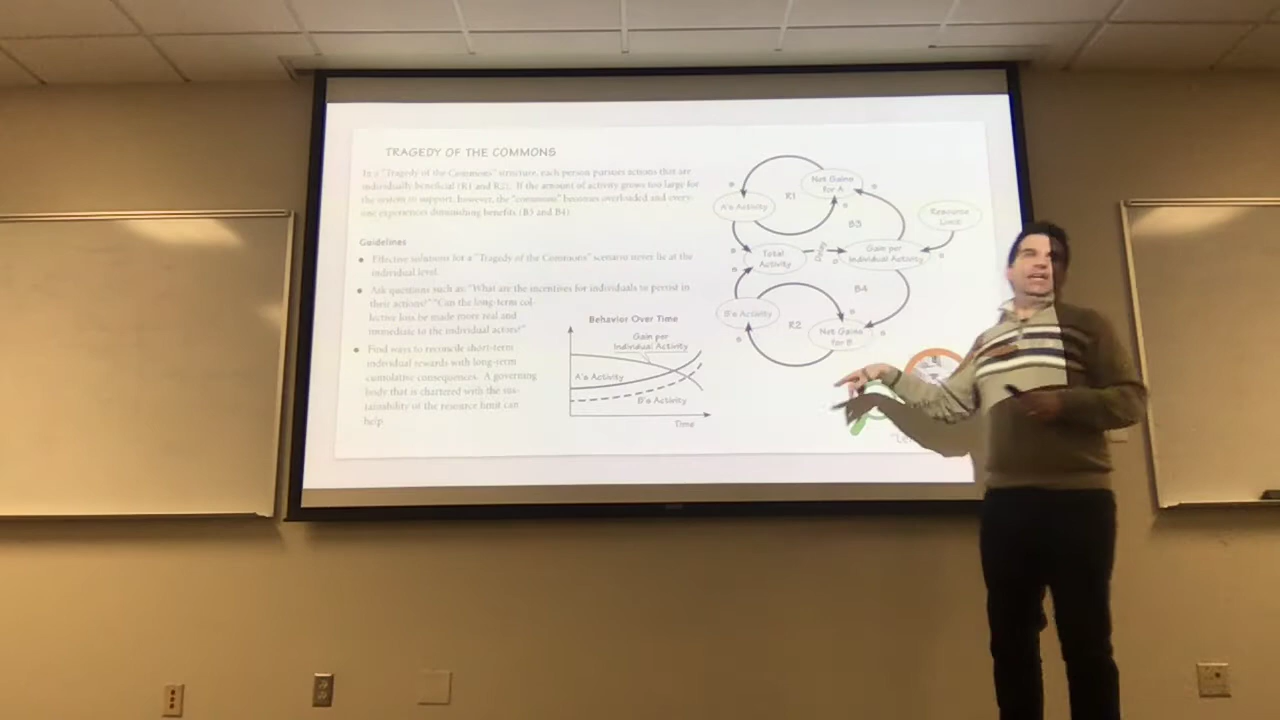 TRAGEDY OF THE COMMONS
In a "Tragedy of the Commons" structure, each person pursues actions that are
individually beneficial (R1 and R2). If the amount of activity grows too large for
the system to support, however, the "commons" becomes overloaded and every-
one experiences diminishing benefits (B3 and B4).
Guidelines
• Effective solutions for a "Tragedy of the Commons" scenario never lie at the
individual level.
• Ask questions such as: "What are the incentives for individuals to persist in
their actions?" "Can the long-term col-
lective loss be made more real and
immediate to the individual actors?"
• Find ways to reconcile short-term
individual rewards with long-term
cumulative consequences. A governing
body that is chartered with the sus-
tainability of the resource limit can
help.
Behavior Over Time
Gain per
Individual Activity
A's Activity
B's Activity
Time
Net Gains
for A
R1
A's Activity
B3
Resource
Limit
Total
Activity
Delay
Gain per
Individual Activity
B4
B's Activity
R2
Net Gains
for B